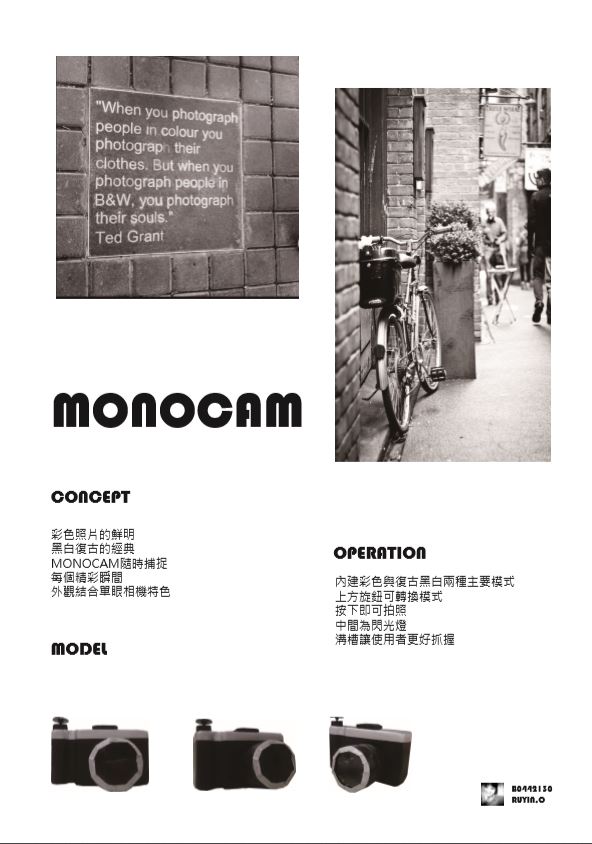 "When you photograph
people in colour you
photograph their
clothes. But when you
photograph people in
B&W, you photograph
their souls."
Ted Grant
MONOCAM
CONCEPT
彩色照片的鮮明
黑白復古的經典
MONOCAM隨時捕捉
每個精彩瞬間
外觀結合單眼相機特色
OPERATION
內建彩色與復古黑白兩種主要模式
上方旋鈕可轉換模式
按下即可拍照
中間為閃光燈
溝槽讓使用者更好抓握
MODEL
B0442130
RUYIN.O